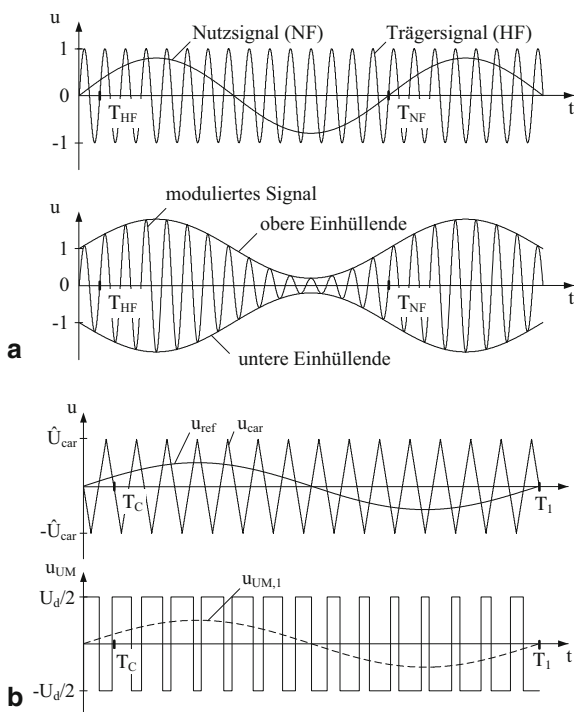 u
Nutzsignal (NF)
Trägersignal (HF)
1
0
-1
T_HF
T_NF
t
u
moduliertes Signal
obere Einhüllende
1
0
-1
T_HF
T_NF
t
untere Einhüllende
a
u
Û_car
u_ref
u_car
T_C
T_1
t
-Û_car
u_UM
U_d/2
u_UM,1
T_C
T_1
t
-U_d/2
b